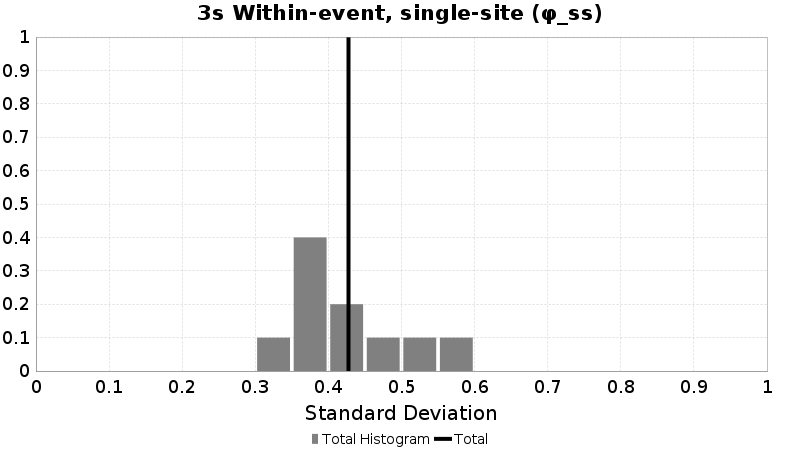 3s Within-event, single-site (φ_ss)
1
0.9
0.8
0.7
0.6
0.5
0.4
0.3
0.2
0.1
0
0 0.1 0.2 0.3 0.4 0.5 0.6 0.7 0.8 0.9 1
Standard Deviation
Total Histogram Total